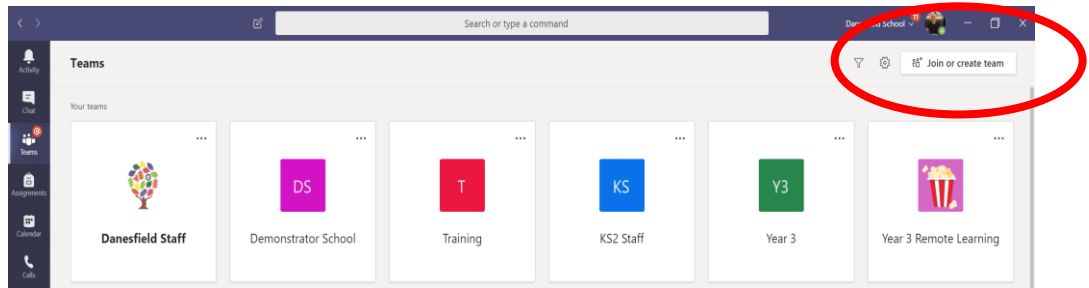 Search or type a command
School
11
Activity
Teams
Join or create team
Chat
Your teams
Teams
DS
T
KS
Y3
Assignments
Danesfield Staff
Demonstrator School
Training
KS2 Staff
Year 3
Year 3 Remote Learning
Calendar
Calls